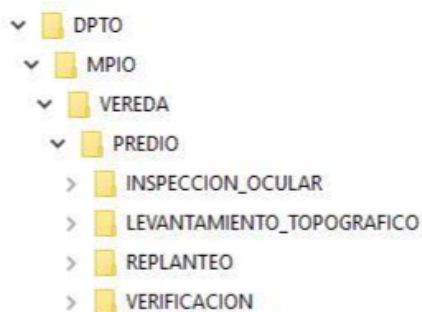 DPTO
MPIO
VEREDA
PREDIO
INSPECCION_OCULAR
LEVANTAMIENTO_TOPOGRAFICO
REPLANTEO
VERIFICACION